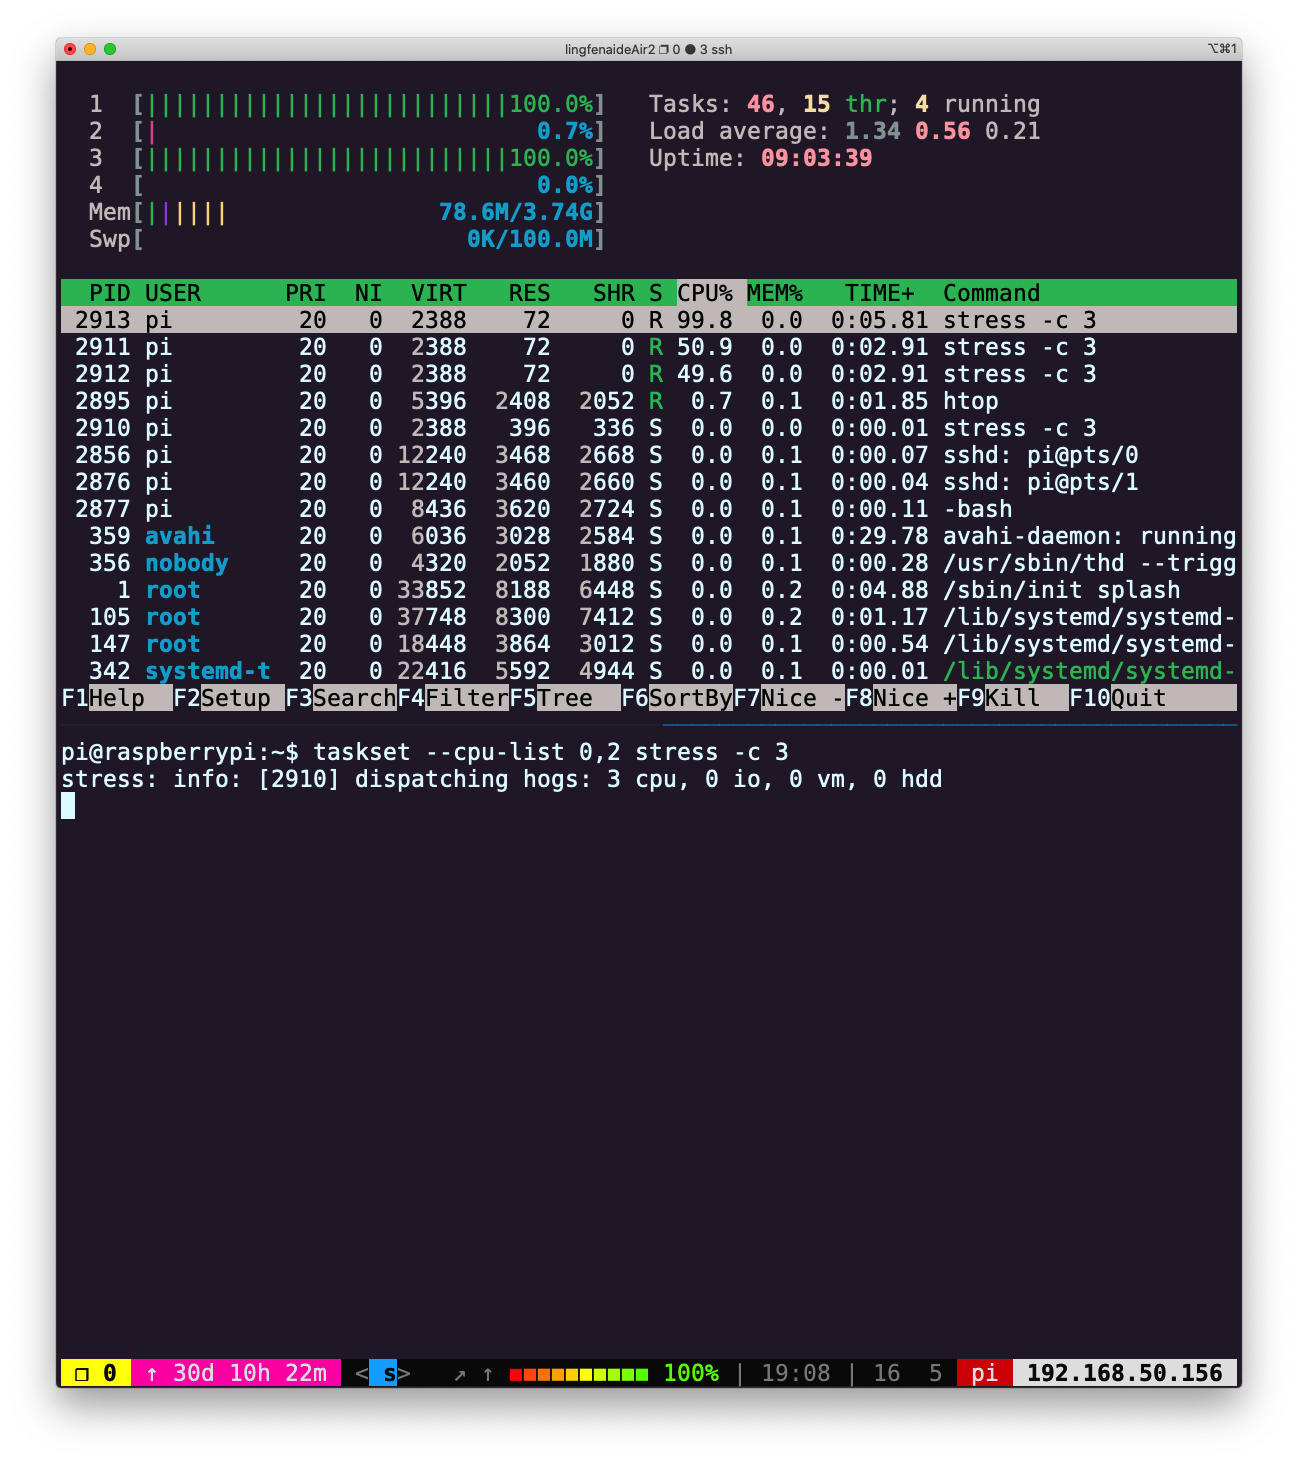 lingfenaideAir2 ❐ 0 ● 3 ssh ⌥⌘1
1 [||||||||||||||||||||||||||100.0%] Tasks: 46, 15 thr; 4 running
2 [| 0.7%] Load average: 1.34 0.56 0.21
3 [||||||||||||||||||||||||||100.0%] Uptime: 09:03:39
4 [ 0.0%]
Mem[|||||| 78.6M/3.74G]
Swp[ 0K/100.0M]
PID USER PRI NI VIRT RES SHR S CPU% MEM% TIME+ Command
2913 pi 20 0 2388 72 0 R 99.8 0.0 0:05.81 stress -c 3
2911 pi 20 0 2388 72 0 R 50.9 0.0 0:02.91 stress -c 3
2912 pi 20 0 2388 72 0 R 49.6 0.0 0:02.91 stress -c 3
2895 pi 20 0 5396 2408 2052 R 0.7 0.1 0:01.85 htop
2910 pi 20 0 2388 396 336 S 0.0 0.0 0:00.01 stress -c 3
2856 pi 20 0 12240 3468 2668 S 0.0 0.1 0:00.07 sshd: pi@pts/0
2876 pi 20 0 12240 3460 2660 S 0.0 0.1 0:00.04 sshd: pi@pts/1
2877 pi 20 0 8436 3620 2724 S 0.0 0.1 0:00.11 -bash
359 avahi 20 0 6036 3028 2584 S 0.0 0.1 0:29.78 avahi-daemon: running
356 nobody 20 0 4320 2052 1880 S 0.0 0.1 0:00.28 /usr/sbin/thd --trigg
1 root 20 0 33852 8188 6448 S 0.0 0.2 0:04.88 /sbin/init splash
105 root 20 0 37748 8300 7412 S 0.0 0.2 0:01.17 /lib/systemd/systemd-
147 root 20 0 18448 3864 3012 S 0.0 0.1 0:00.54 /lib/systemd/systemd-
342 systemd-t 20 0 22416 5592 4944 S 0.0 0.1 0:00.01 /lib/systemd/systemd-
F1Help F2Setup F3SearchF4FilterF5Tree F6SortByF7Nice -F8Nice +F9Kill F10Quit
pi@raspberrypi:~$ taskset --cpu-list 0,2 stress -c 3
stress: info: [2910] dispatching hogs: 3 cpu, 0 io, 0 vm, 0 hdd
❐ 0 ↑ 30d 10h 22m < s> ↗ ↑ ■■■■■■■■■■ 100% | 19:08 | 16 5 pi 192.168.50.156